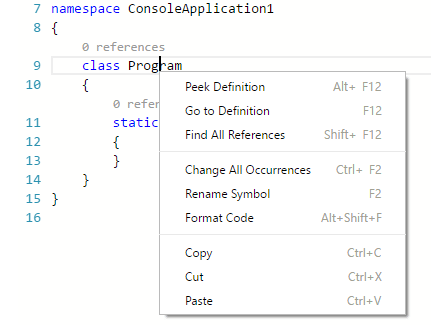 7 namespace ConsoleApplication1
8 {
0 references
9 class Program
10 {
0 refer
11 static
12 {
13 }
14 }
15 }
16
Peek Definition Alt+ F12
Go to Definition F12
Find All References Shift+ F12
Change All Occurrences Ctrl+ F2
Rename Symbol F2
Format Code Alt+Shift+F
Copy Ctrl+C
Cut Ctrl+X
Paste Ctrl+V